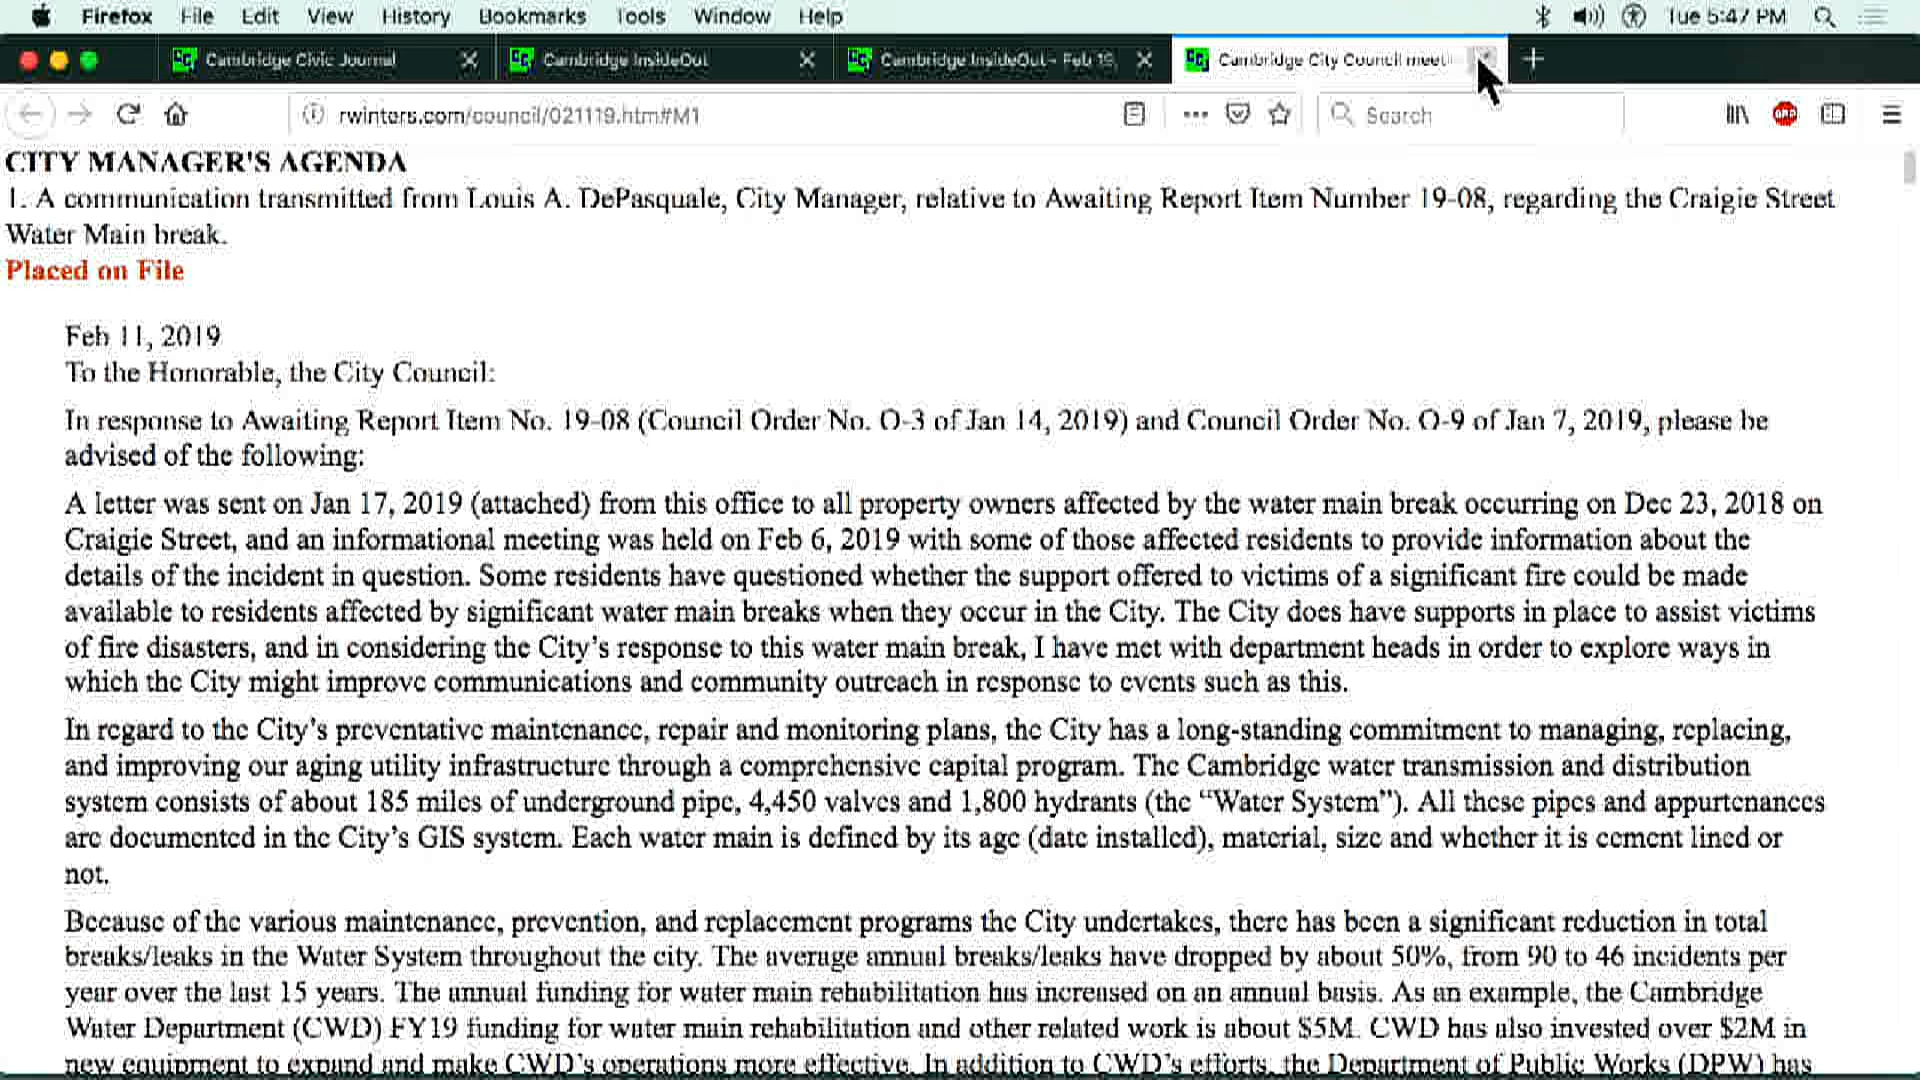 Firefox File Edit View History Bookmarks Tools Window Help Tue 5:47 PM
Cambridge Civic Journal Cambridge InsideOut Cambridge InsideOut - Feb 19, Cambridge City Council meeti
rwinters.com/council/021119.htm#M1 Search ABP
CITY MANAGER'S AGENDA
1. A communication transmitted from Louis A. DePasquale, City Manager, relative to Awaiting Report Item Number 19-08, regarding the Craigie Street
Water Main break.
Placed on File
Feb 11, 2019
To the Honorable, the City Council:
In response to Awaiting Report Item No. 19-08 (Council Order No. O-3 of Jan 14, 2019) and Council Order No. O-9 of Jan 7, 2019, please be
advised of the following:
A letter was sent on Jan 17, 2019 (attached) from this office to all property owners affected by the water main break occurring on Dec 23, 2018 on
Craigie Street, and an informational meeting was held on Feb 6, 2019 with some of those affected residents to provide information about the
details of the incident in question. Some residents have questioned whether the support offered to victims of a significant fire could be made
available to residents affected by significant water main breaks when they occur in the City. The City does have supports in place to assist victims
of fire disasters, and in considering the City's response to this water main break, I have met with department heads in order to explore ways in
which the City might improve communications and community outreach in response to events such as this.
In regard to the City's preventative maintenance, repair and monitoring plans, the City has a long-standing commitment to managing, replacing,
and improving our aging utility infrastructure through a comprehensive capital program. The Cambridge water transmission and distribution
system consists of about 185 miles of underground pipe, 4,450 valves and 1,800 hydrants (the “Water System”). All these pipes and appurtenances
are documented in the City's GIS system. Each water main is defined by its age (date installed), material, size and whether it is cement lined or
not.
Because of the various maintenance, prevention, and replacement programs the City undertakes, there has been a significant reduction in total
breaks/leaks in the Water System throughout the city. The average annual breaks/leaks have dropped by about 50%, from 90 to 46 incidents per
year over the last 15 years. The annual funding for water main rehabilitation has increased on an annual basis. As an example, the Cambridge
Water Department (CWD) FY19 funding for water main rehabilitation and other related work is about $5M. CWD has also invested over $2M in
new equipment to expand and make CWD's operations more effective. In addition to CWD's efforts, the Department of Public Works (DPW) has